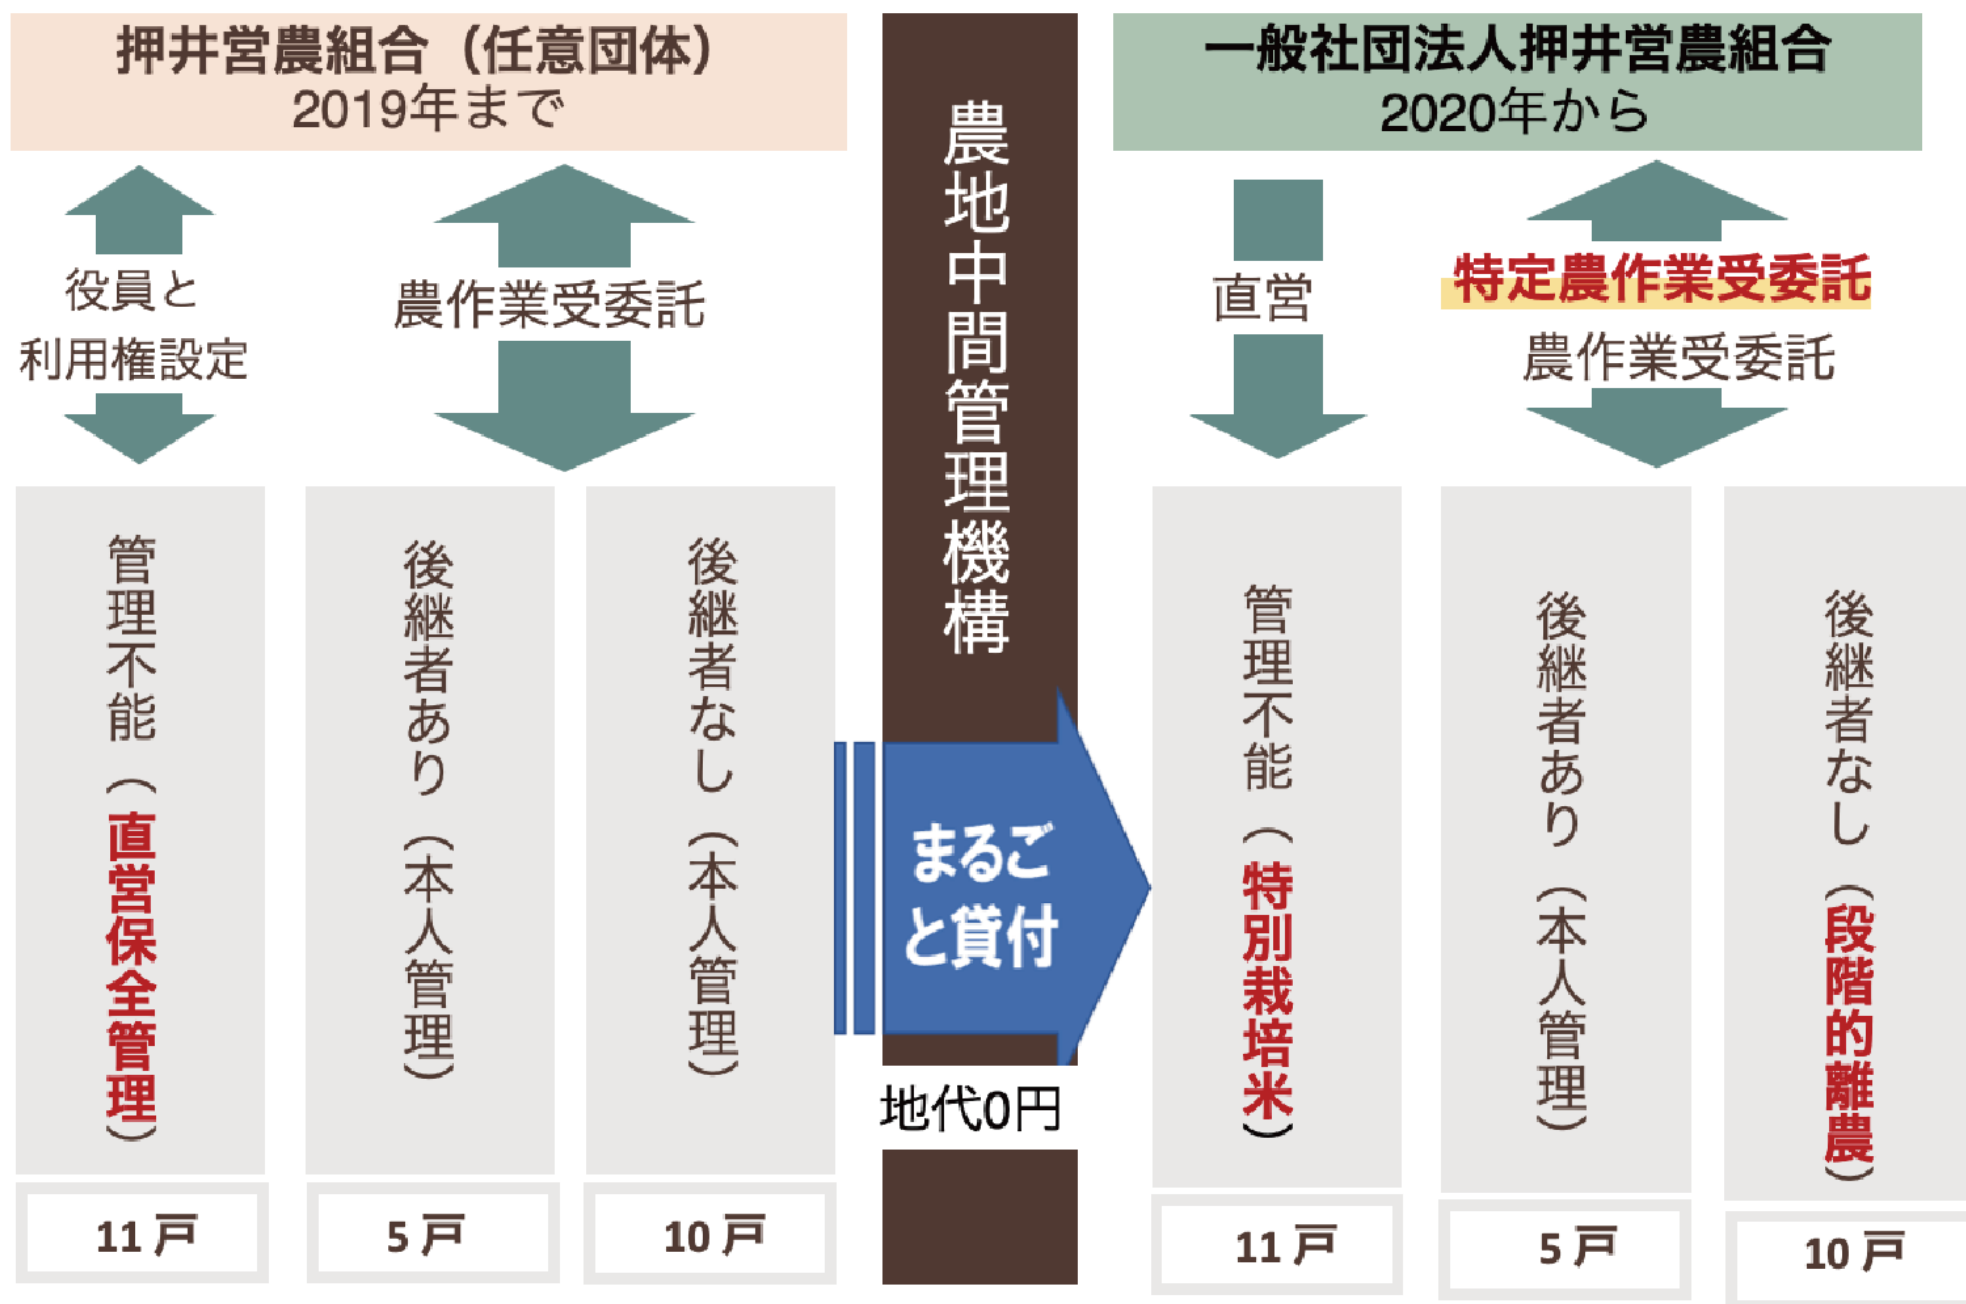 押井営農組合（任意団体）
2019年まで
役員と
利用権設定
農作業受委託
管理不能（直営保全管理）
後継者あり（本人管理）
後継者なし（本人管理）
11戸
5戸
10戸
農地中間管理機構
まるご
と貸付
地代0円
一般社団法人押井営農組合
2020年から
直営
特定農作業受委託
農作業受委託
管理不能（特別栽培米）
後継者あり（本人管理）
後継者なし（段階的離農）
11戸
5戸
10戸